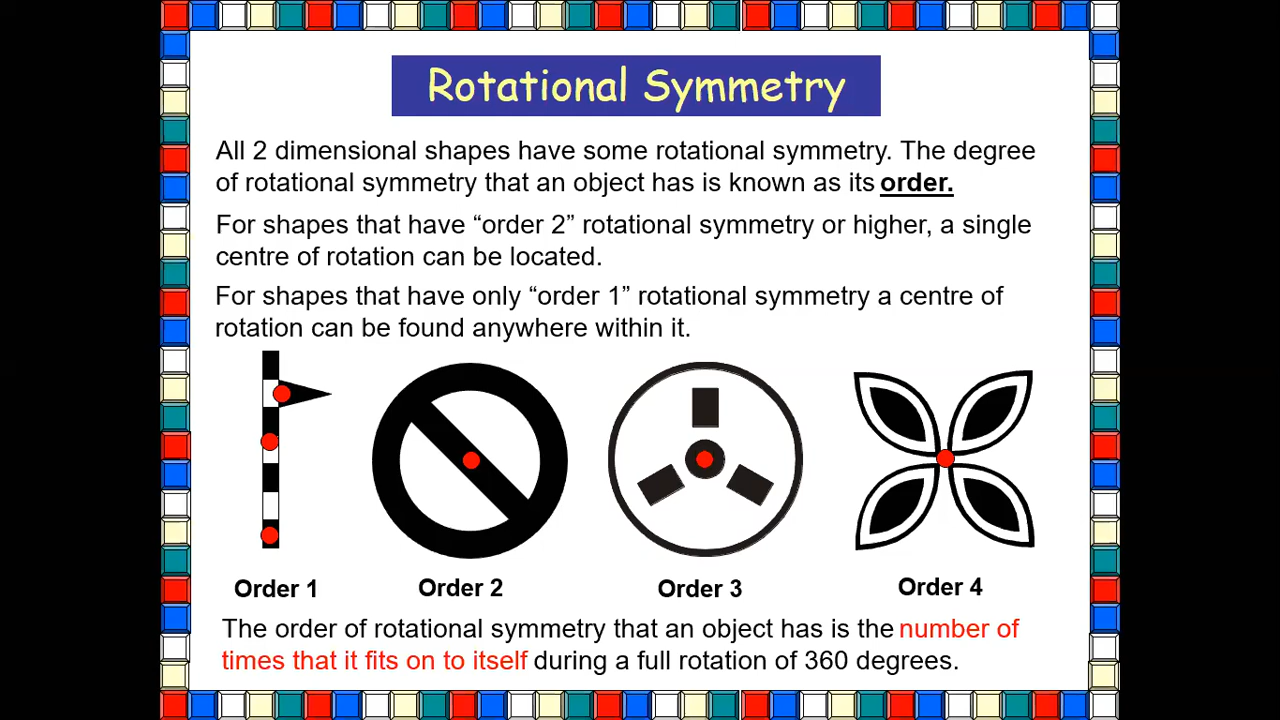 Rotational Symmetry
All 2 dimensional shapes have some rotational symmetry. The degree
of rotational symmetry that an object has is known as its order.
For shapes that have “order 2” rotational symmetry or higher, a single
centre of rotation can be located.
For shapes that have only “order 1” rotational symmetry a centre of
rotation can be found anywhere within it.
Order 1
Order 2
Order 3
Order 4
The order of rotational symmetry that an object has is the number of
times that it fits on to itself during a full rotation of 360 degrees.